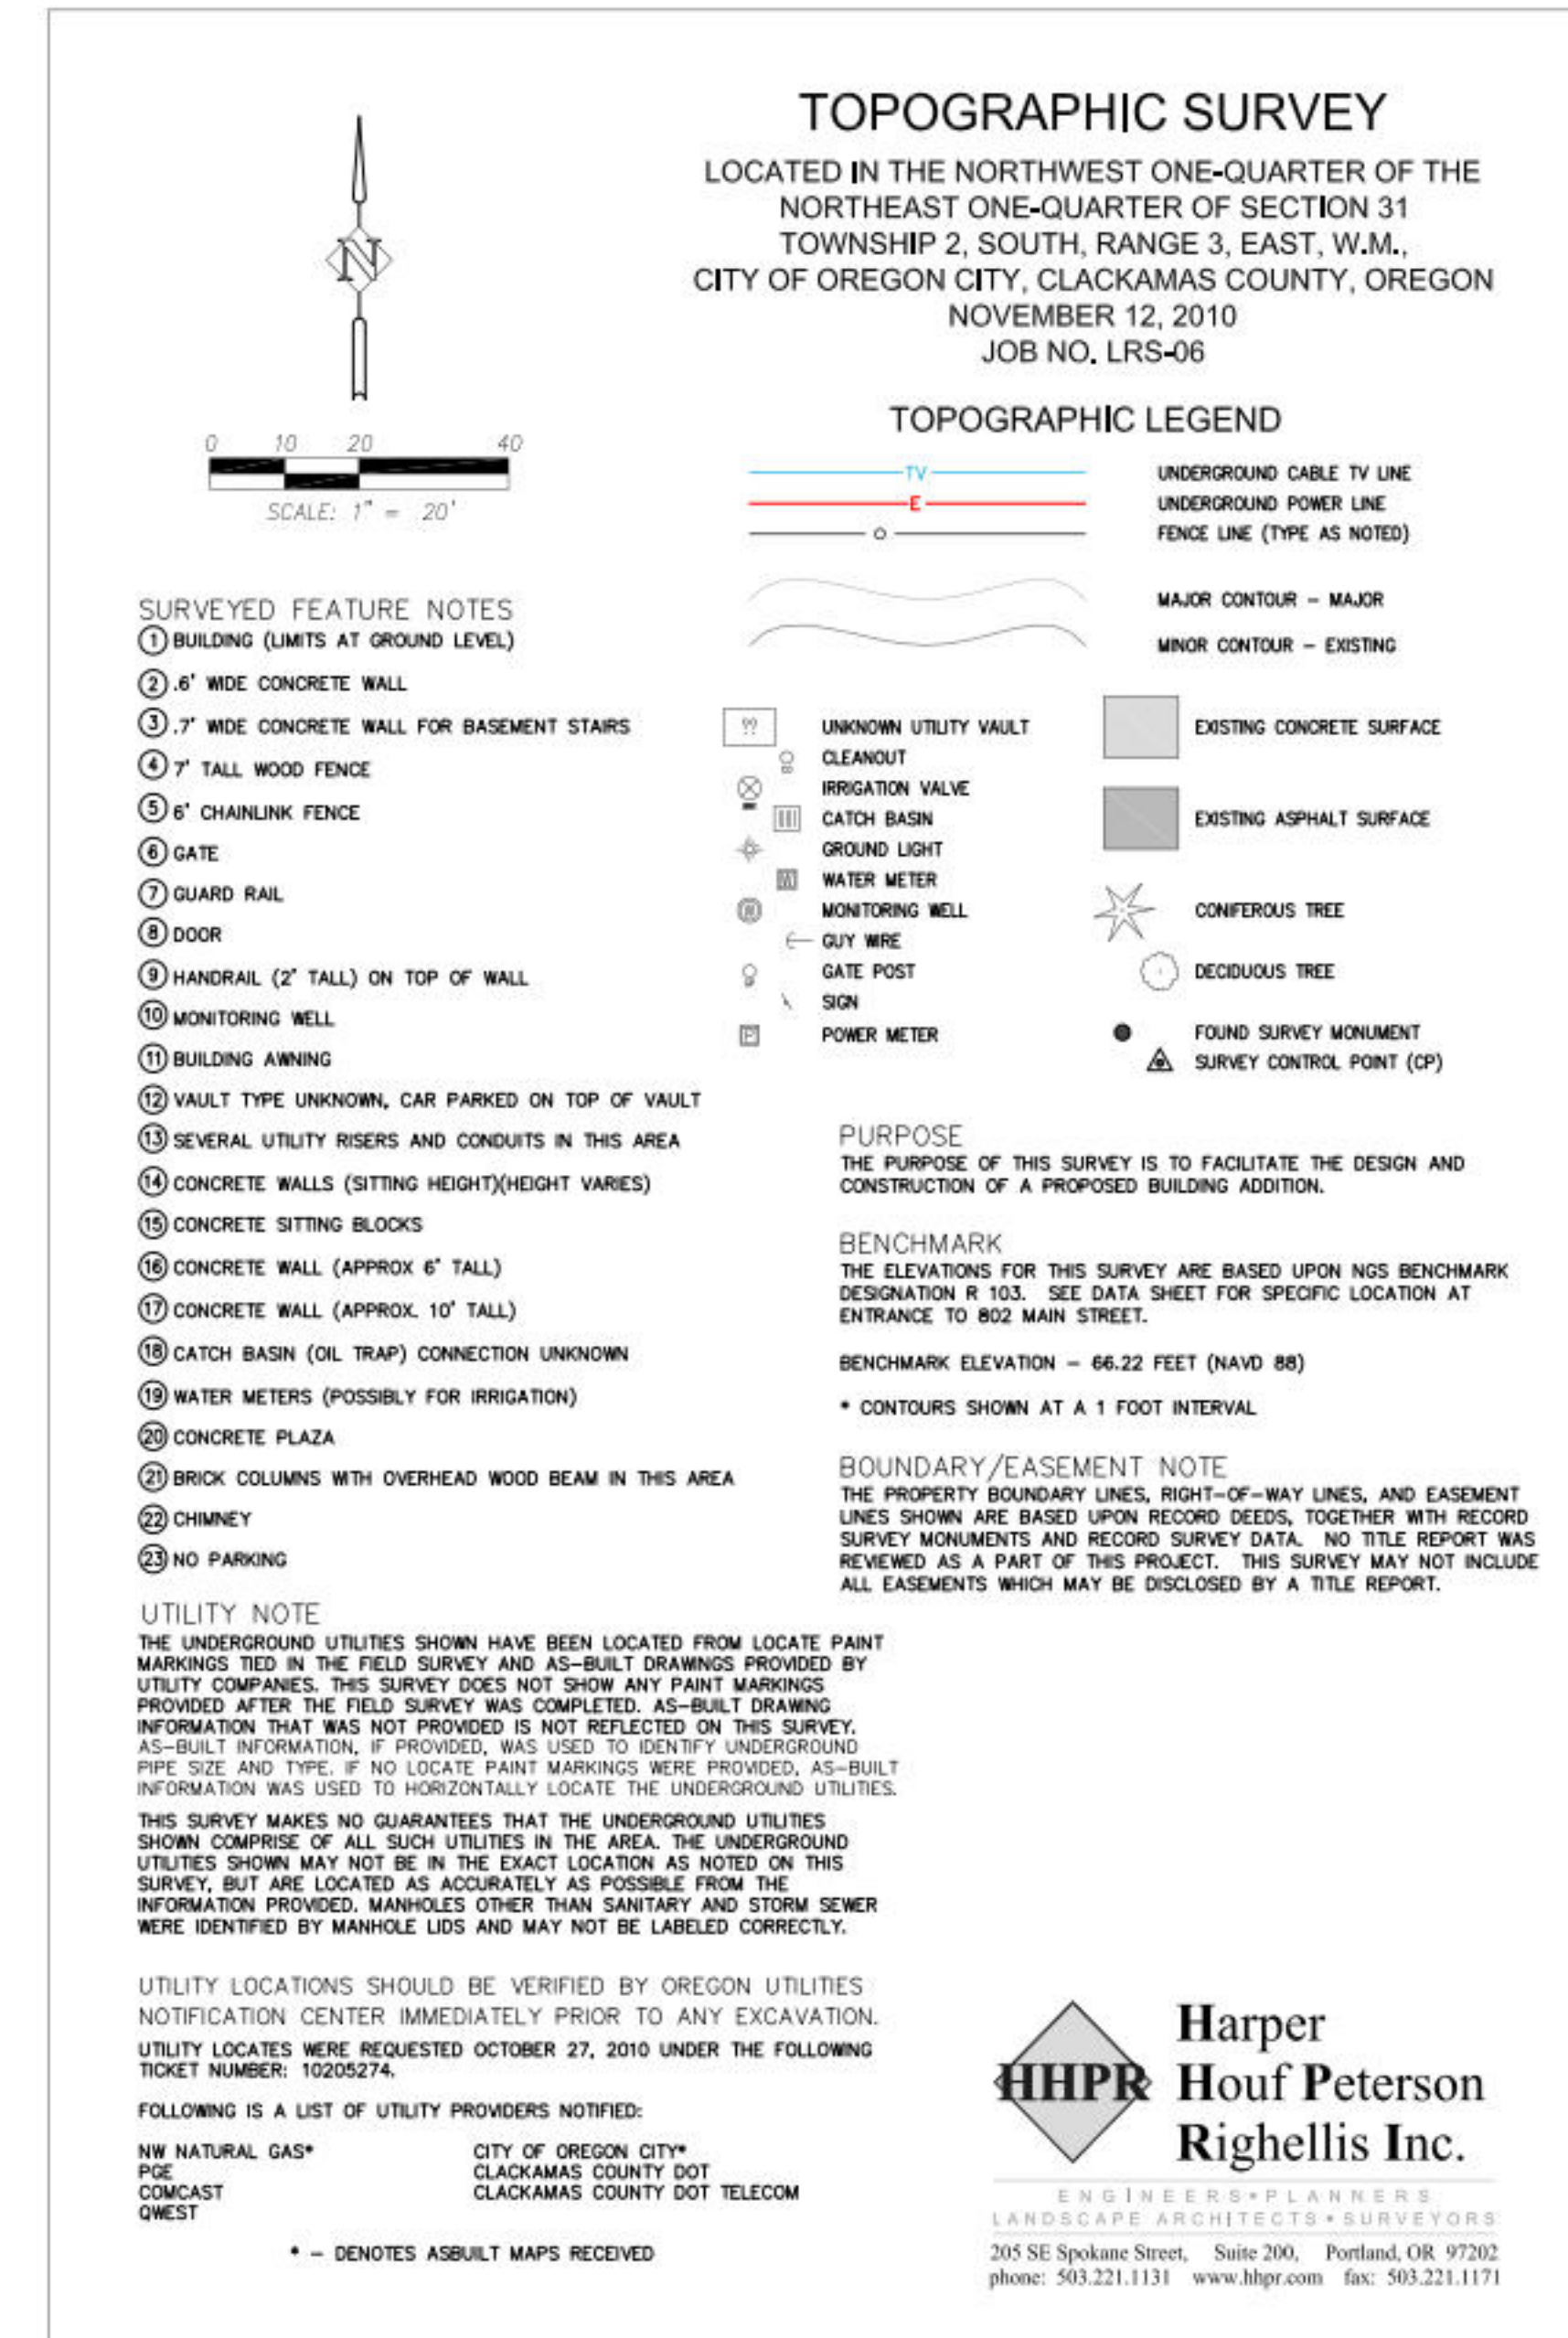 TOPOGRAPHIC SURVEY
LOCATED IN THE NORTHWEST ONE-QUARTER OF THE
NORTHEAST ONE-QUARTER OF SECTION 31
TOWNSHIP 2, SOUTH, RANGE 3, EAST, W.M.,
CITY OF OREGON CITY, CLACKAMAS COUNTY, OREGON
NOVEMBER 12, 2010
JOB NO. LRS-06
N
0 10 20 40
SCALE: 1" = 20'
TOPOGRAPHIC LEGEND
TV UNDERGROUND CABLE TV LINE
E UNDERGROUND POWER LINE
FENCE LINE (TYPE AS NOTED)
MAJOR CONTOUR - MAJOR
MINOR CONTOUR - EXISTING
?? UNKNOWN UTILITY VAULT
CLEANOUT
IRRIGATION VALVE
CATCH BASIN
GROUND LIGHT
W WATER METER
MONITORING WELL
GUY WIRE
GATE POST
SIGN
P POWER METER
EXISTING CONCRETE SURFACE
EXISTING ASPHALT SURFACE
CONIFEROUS TREE
DECIDUOUS TREE
FOUND SURVEY MONUMENT
SURVEY CONTROL POINT (CP)
SURVEYED FEATURE NOTES
1 BUILDING (LIMITS AT GROUND LEVEL)
2 .6' WIDE CONCRETE WALL
3 .7' WIDE CONCRETE WALL FOR BASEMENT STAIRS
4 7' TALL WOOD FENCE
5 6' CHAINLINK FENCE
6 GATE
7 GUARD RAIL
8 DOOR
9 HANDRAIL (2' TALL) ON TOP OF WALL
10 MONITORING WELL
11 BUILDING AWNING
12 VAULT TYPE UNKNOWN, CAR PARKED ON TOP OF VAULT
13 SEVERAL UTILITY RISERS AND CONDUITS IN THIS AREA
14 CONCRETE WALLS (SITTING HEIGHT)(HEIGHT VARIES)
15 CONCRETE SITTING BLOCKS
16 CONCRETE WALL (APPROX 6' TALL)
17 CONCRETE WALL (APPROX. 10' TALL)
18 CATCH BASIN (OIL TRAP) CONNECTION UNKNOWN
19 WATER METERS (POSSIBLY FOR IRRIGATION)
20 CONCRETE PLAZA
21 BRICK COLUMNS WITH OVERHEAD WOOD BEAM IN THIS AREA
22 CHIMNEY
23 NO PARKING
PURPOSE
THE PURPOSE OF THIS SURVEY IS TO FACILITATE THE DESIGN AND
CONSTRUCTION OF A PROPOSED BUILDING ADDITION.
BENCHMARK
THE ELEVATIONS FOR THIS SURVEY ARE BASED UPON NGS BENCHMARK
DESIGNATION R 103. SEE DATA SHEET FOR SPECIFIC LOCATION AT
ENTRANCE TO 802 MAIN STREET.
BENCHMARK ELEVATION - 66.22 FEET (NAVD 88)
* CONTOURS SHOWN AT A 1 FOOT INTERVAL
BOUNDARY/EASEMENT NOTE
THE PROPERTY BOUNDARY LINES, RIGHT-OF-WAY LINES, AND EASEMENT
LINES SHOWN ARE BASED UPON RECORD DEEDS, TOGETHER WITH RECORD
SURVEY MONUMENTS AND RECORD SURVEY DATA. NO TITLE REPORT WAS
REVIEWED AS A PART OF THIS PROJECT. THIS SURVEY MAY NOT INCLUDE
ALL EASEMENTS WHICH MAY BE DISCLOSED BY A TITLE REPORT.
UTILITY NOTE
THE UNDERGROUND UTILITIES SHOWN HAVE BEEN LOCATED FROM LOCATE PAINT
MARKINGS TIED IN THE FIELD SURVEY AND AS-BUILT DRAWINGS PROVIDED BY
UTILITY COMPANIES. THIS SURVEY DOES NOT SHOW ANY PAINT MARKINGS
PROVIDED AFTER THE FIELD SURVEY WAS COMPLETED. AS-BUILT DRAWING
INFORMATION THAT WAS NOT PROVIDED IS NOT REFLECTED ON THIS SURVEY.
AS-BUILT INFORMATION, IF PROVIDED, WAS USED TO IDENTIFY UNDERGROUND
PIPE SIZE AND TYPE. IF NO LOCATE PAINT MARKINGS WERE PROVIDED, AS-BUILT
INFORMATION WAS USED TO HORIZONTALLY LOCATE THE UNDERGROUND UTILITIES.
THIS SURVEY MAKES NO GUARANTEES THAT THE UNDERGROUND UTILITIES
SHOWN COMPRISE OF ALL SUCH UTILITIES IN THE AREA. THE UNDERGROUND
UTILITIES SHOWN MAY NOT BE IN THE EXACT LOCATION AS NOTED ON THIS
SURVEY, BUT ARE LOCATED AS ACCURATELY AS POSSIBLE FROM THE
INFORMATION PROVIDED. MANHOLES OTHER THAN SANITARY AND STORM SEWER
WERE IDENTIFIED BY MANHOLE LIDS AND MAY NOT BE LABELED CORRECTLY.
UTILITY LOCATIONS SHOULD BE VERIFIED BY OREGON UTILITIES
NOTIFICATION CENTER IMMEDIATELY PRIOR TO ANY EXCAVATION.
UTILITY LOCATES WERE REQUESTED OCTOBER 27, 2010 UNDER THE FOLLOWING
TICKET NUMBER: 10205274.
FOLLOWING IS A LIST OF UTILITY PROVIDERS NOTIFIED:
NW NATURAL GAS* CITY OF OREGON CITY*
PGE CLACKAMAS COUNTY DOT
COMCAST CLACKAMAS COUNTY DOT TELECOM
QWEST
* - DENOTES ASBUILT MAPS RECEIVED
HHPR
Harper
Houf Peterson
Righellis Inc.
ENGINEERS*PLANNERS
LANDSCAPE ARCHITECTS*SURVEYORS
205 SE Spokane Street, Suite 200, Portland, OR 97202
phone: 503.221.1131 www.hhpr.com fax: 503.221.1171